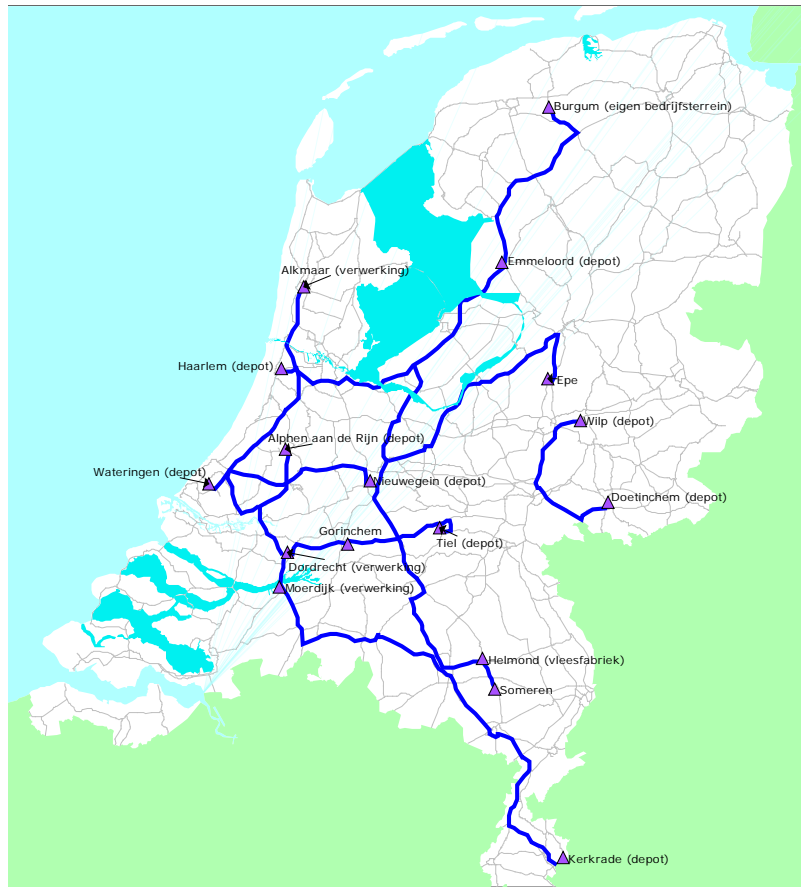 Burgum (eigen bedrijfsterrein)
Emmeloord (depot)
Alkmaar (verwerking)
Haarlem (depot)
Epe
Wilp (depot)
Alphen aan de Rijn (depot)
Wateringen (depot)
Nieuwegein (depot)
Doetinchem (depot)
Gorinchem
Tiel (depot)
Dordrecht (verwerking)
Moerdijk (verwerking)
Helmond (vleesfabriek)
Someren
Kerkrade (depot)